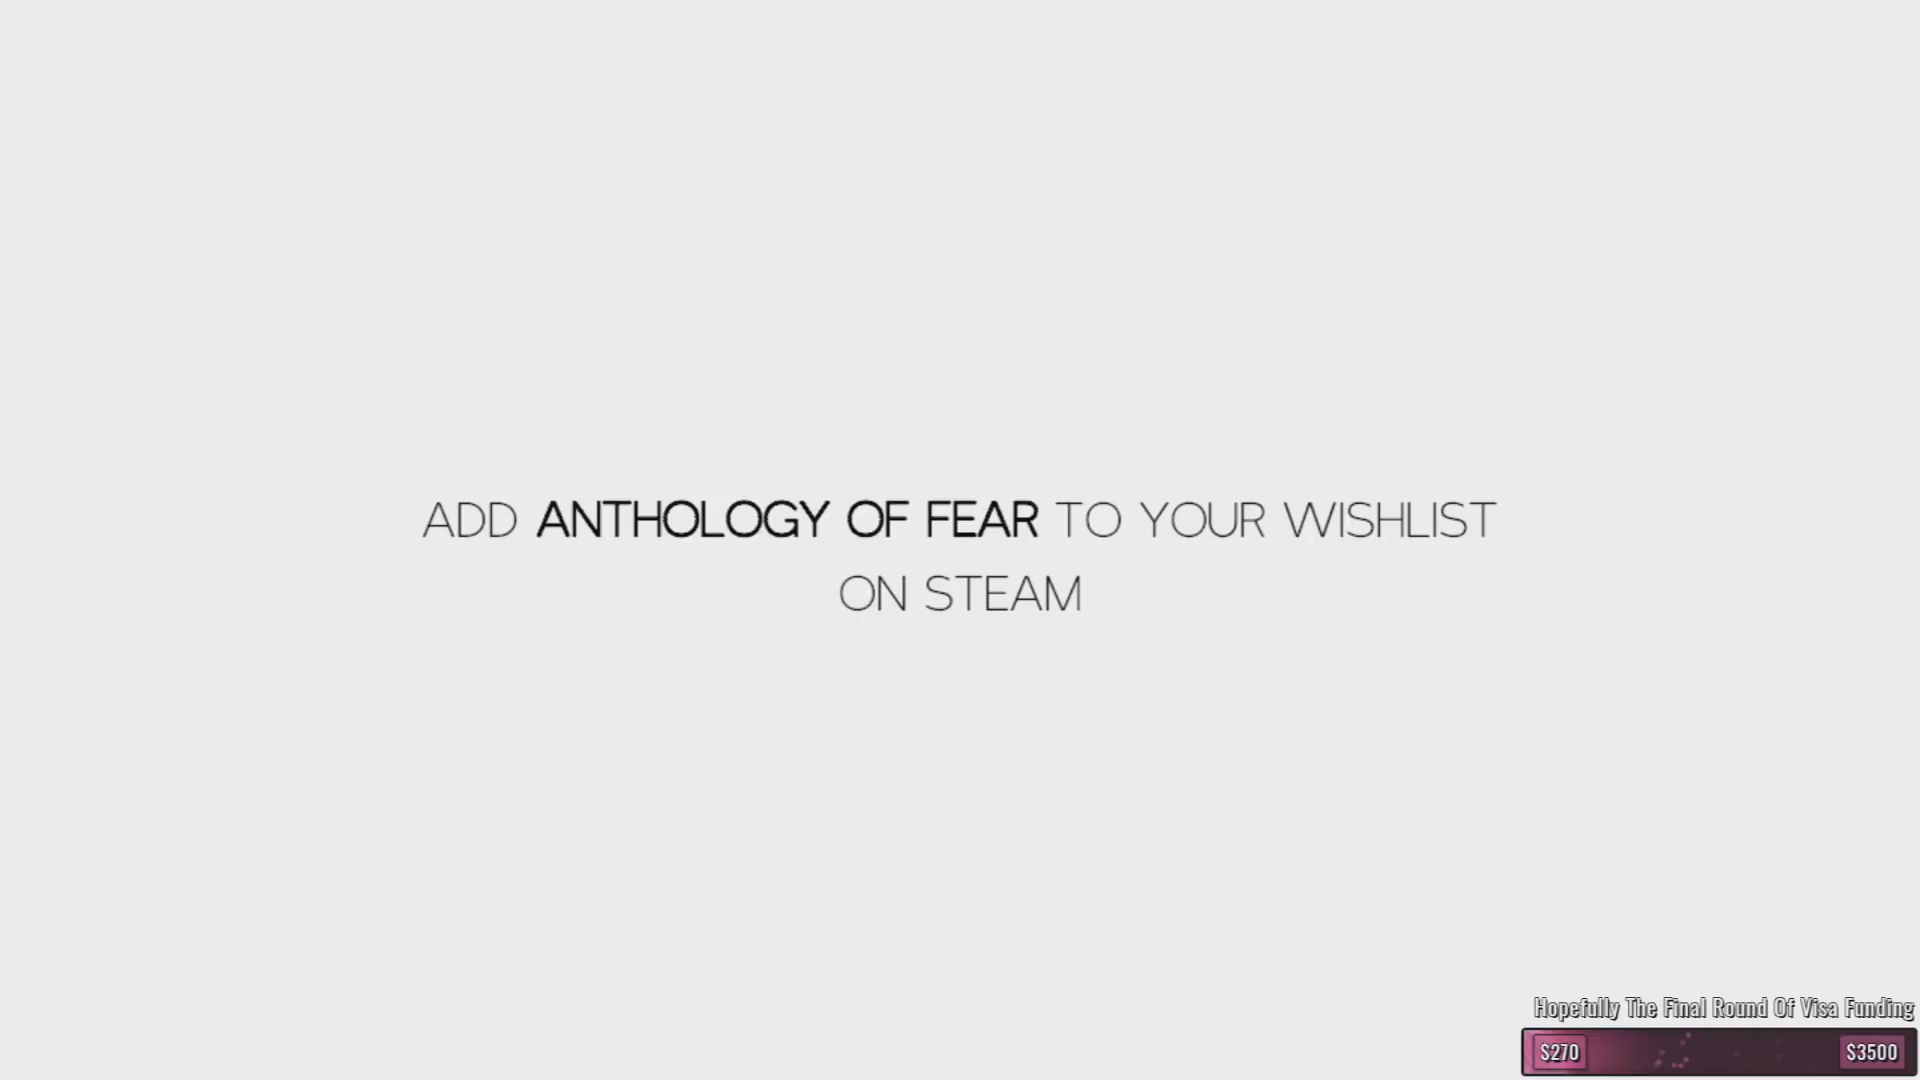 ADD ANTHOLOGY OF FEAR TO YOUR WISHLIST
ON STEAM
Hopefully The Final Round Of Visa Funding
$270 $3500